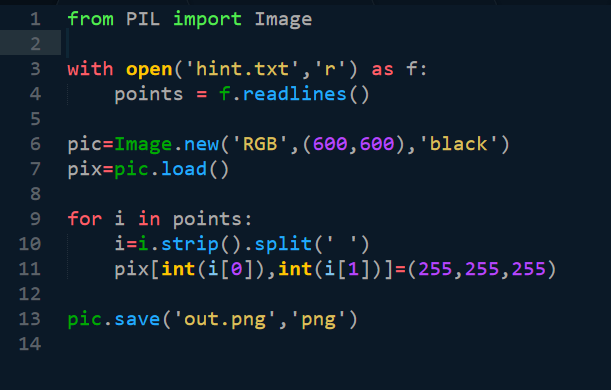 1 from PIL import Image
2
3 with open('hint.txt','r') as f:
4     points = f.readlines()
5
6 pic=Image.new('RGB',(600,600),'black')
7 pix=pic.load()
8
9 for i in points:
10     i=i.strip().split(' ')
11     pix[int(i[0]),int(i[1])]=(255,255,255)
12
13 pic.save('out.png','png')
14